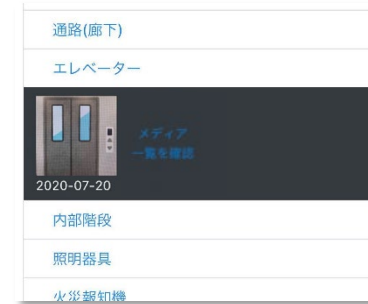 通路(廊下)
エレベーター
メディア
一覧を確認
2020-07-20
内部階段
照明器具
火災報知機